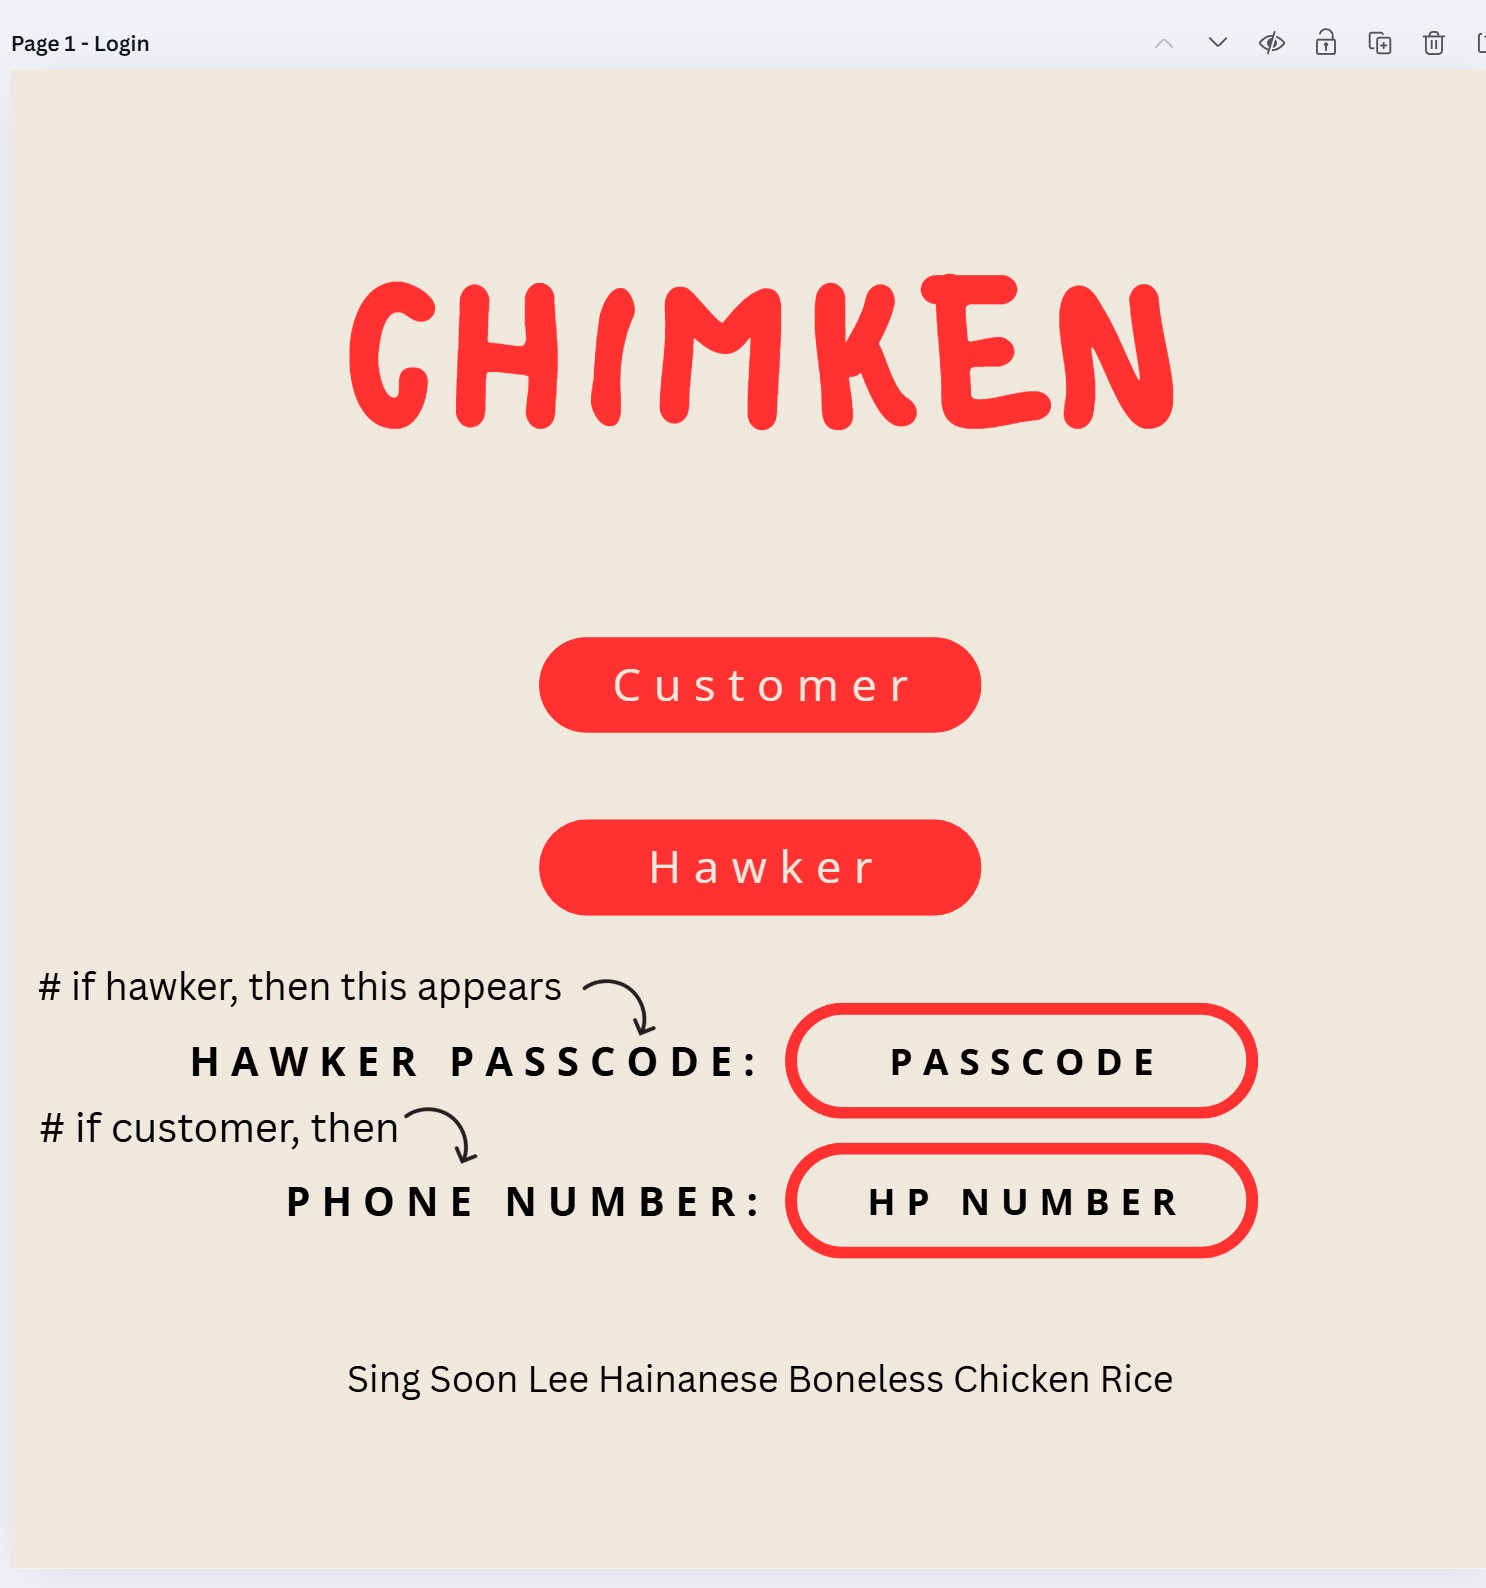 Page 1 - Login
CHIMKEN
Customer
Hawker
# if hawker, then this appears
HAWKER PASSCODE: PASSCODE
# if customer, then
PHONE NUMBER: HP NUMBER
Sing Soon Lee Hainanese Boneless Chicken Rice